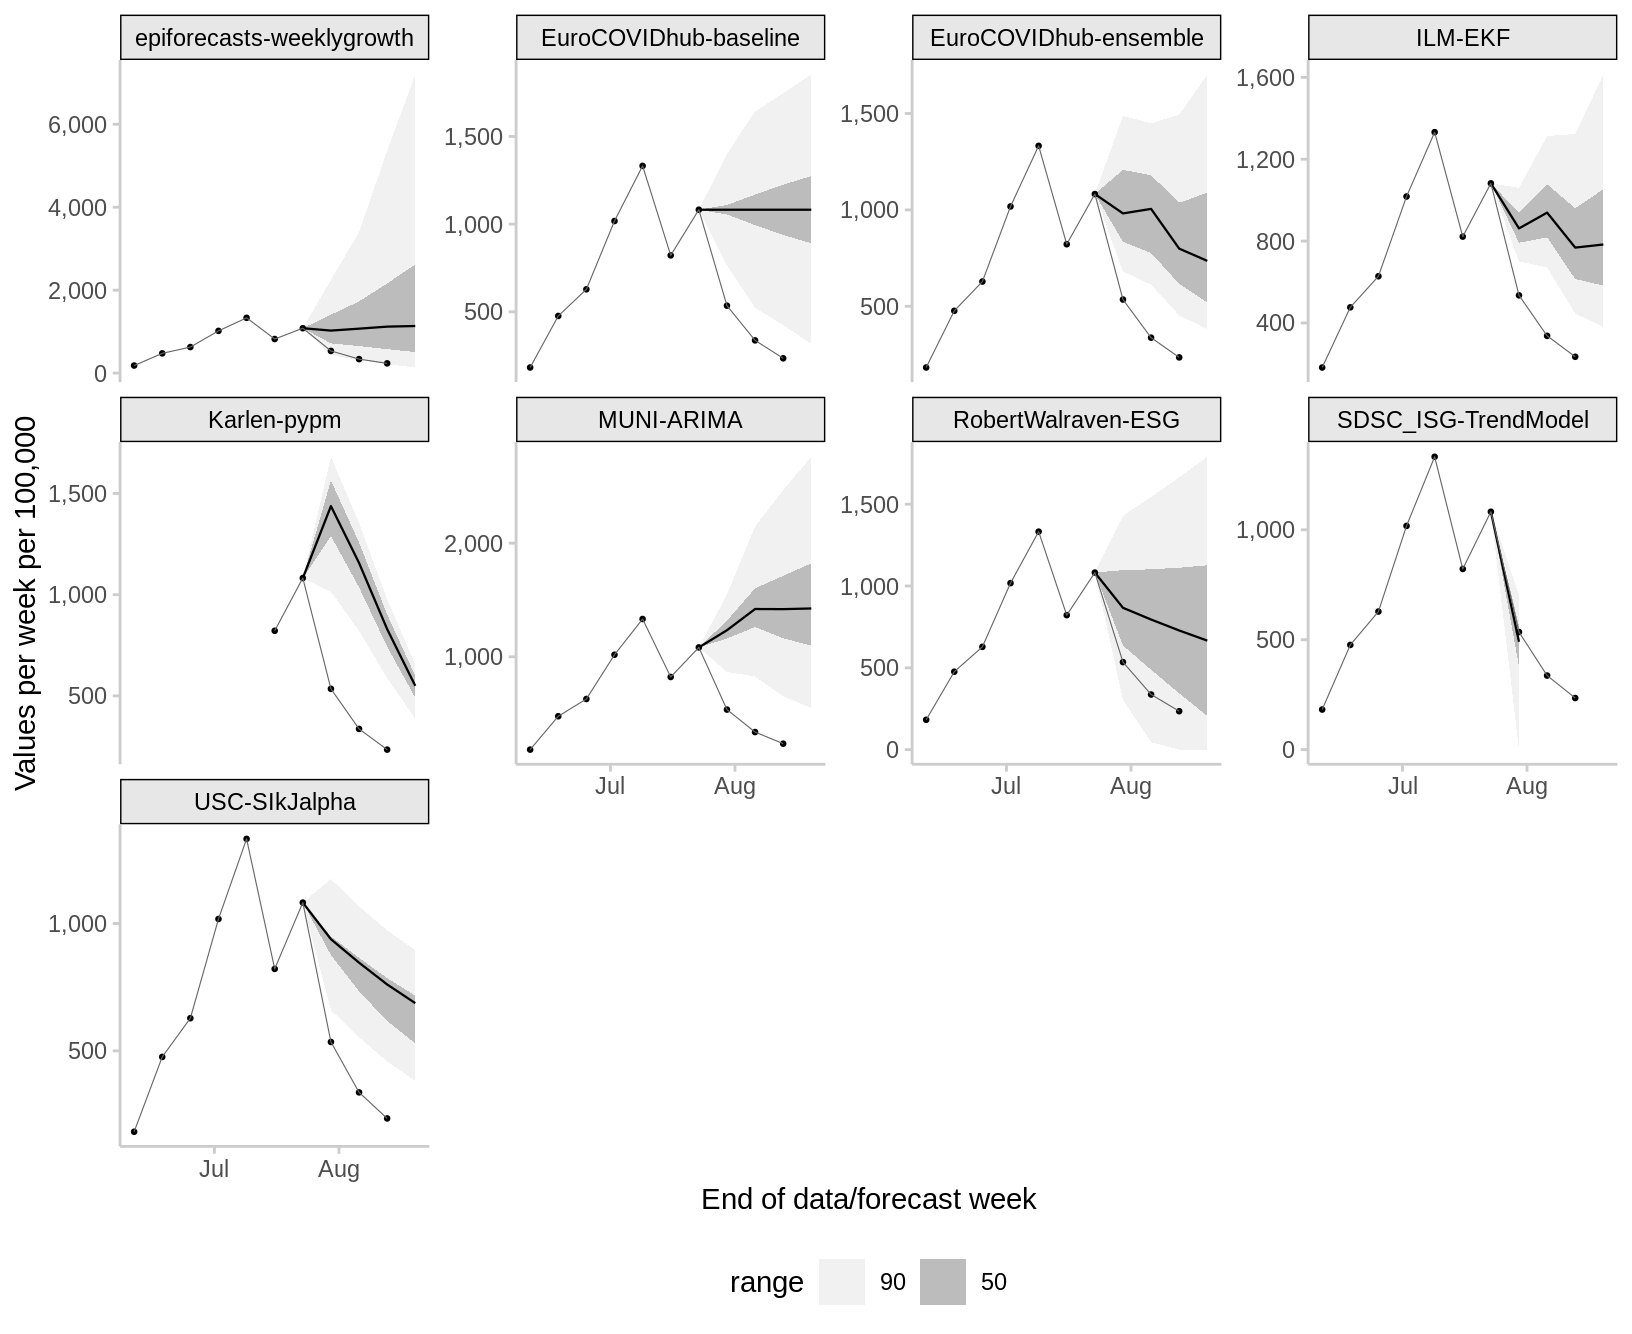 epiforecasts-weeklygrowth
EuroCOVIDhub-baseline
EuroCOVIDhub-ensemble
ILM-EKF
6,000
4,000
2,000
0
1,500
1,000
500
1,500
1,000
500
1,600
1,200
800
400
Values per week per 100,000
Karlen-pypm
MUNI-ARIMA
RobertWalraven-ESG
SDSC_ISG-TrendModel
1,500
1,000
500
2,000
1,000
Jul Aug
1,500
1,000
500
0
Jul Aug
1,000
500
0
Jul Aug
USC-SIkJalpha
1,000
500
Jul Aug
End of data/forecast week
range 90 50